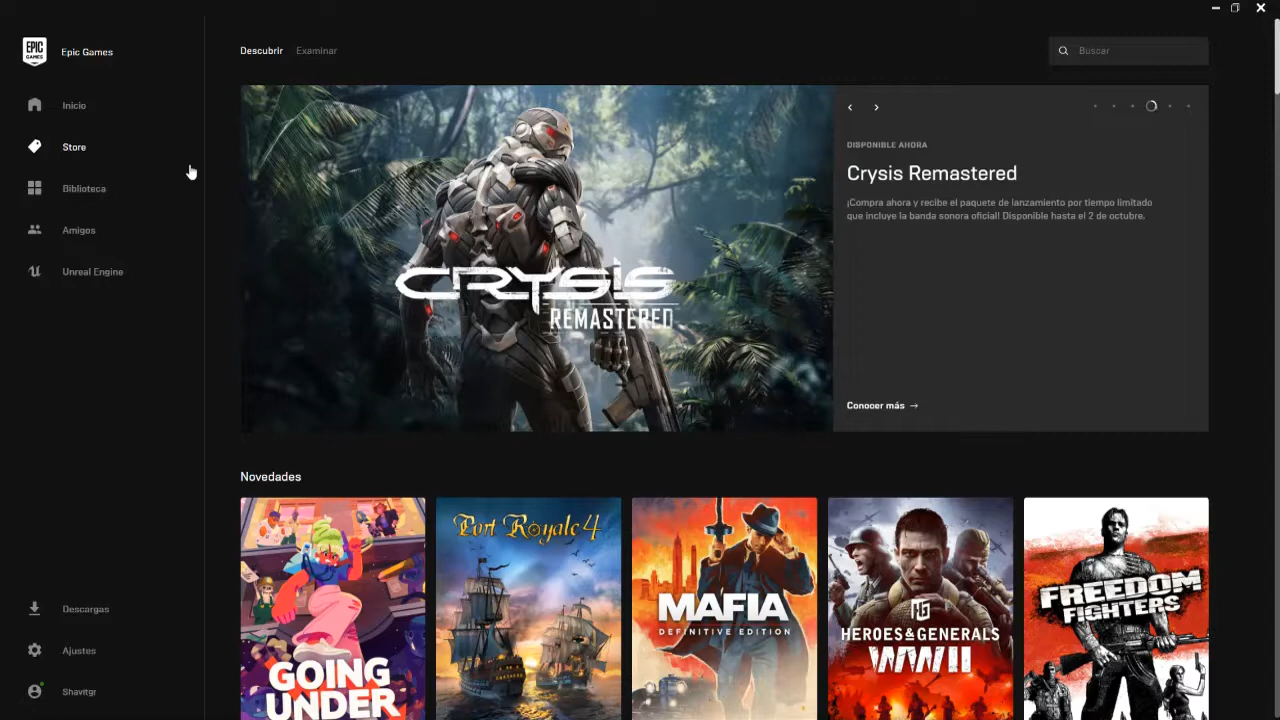 EPIC
GAMES
Epic Games
Inicio
Store
Biblioteca
Amigos
Unreal Engine
Descargas
Ajustes
Shavitgr
Descubrir
Examinar
Buscar
CRYSIS
REMASTERED
DISPONIBLE AHORA
Crysis Remastered
¡Compra ahora y recibe el paquete de lanzamiento por tiempo limitado
que incluye la banda sonora oficial! Disponible hasta el 2 de octubre.
Conocer más →
Novedades
GOING
UNDER
Port Royale 4
MAFIA
DEFINITIVE EDITION
HG
HEROES & GENERALS
WWII
FREEDOM
FIGHTERS